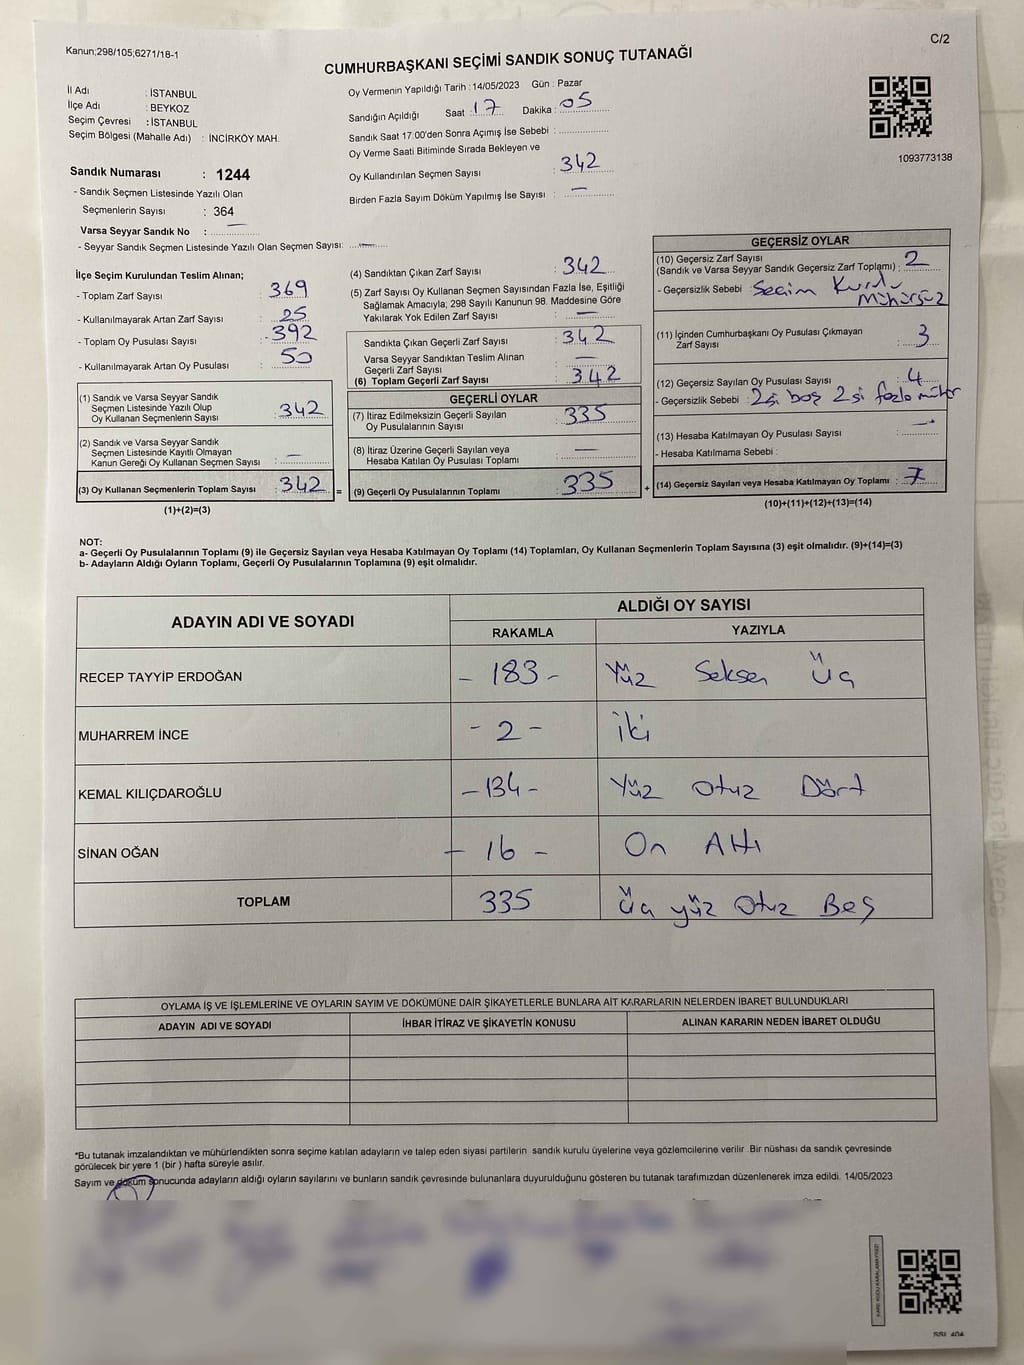 C/2
Kanun;298/105;6271/18-1
CUMHURBAŞKANI SEÇİMİ SANDIK SONUÇ TUTANAĞI
İl Adı : İSTANBUL
İlçe Adı : BEYKOZ
Seçim Çevresi : İSTANBUL
Seçim Bölgesi (Mahalle Adı) : İNCİRKÖY MAH.
Sandık Numarası : 1244
- Sandık Seçmen Listesinde Yazılı Olan
Seçmenlerin Sayısı : 364
Varsa Seyyar Sandık No : —
- Seyyar Sandık Seçmen Listesinde Yazılı Olan Seçmen Sayısı: —
Oy Vermenin Yapıldığı Tarih : 14/05/2023 Gün : Pazar
Sandığın Açıldığı Saat : 17 Dakika : 05
Sandık Saat 17:00'den Sonra Açımış İse Sebebi :
Oy Verme Saati Bitiminde Sırada Bekleyen ve
Oy Kullandırılan Seçmen Sayısı : 342
Birden Fazla Sayım Döküm Yapılmış İse Sayısı : —
1093773138
İlçe Seçim Kurulundan Teslim Alınan;
- Toplam Zarf Sayısı : 369
- Kullanılmayarak Artan Zarf Sayısı : 25
- Toplam Oy Pusulası Sayısı : 392
- Kullanılmayarak Artan Oy Pusulası : 50
(1) Sandık ve Varsa Seyyar Sandık
Seçmen Listesinde Yazılı Olup
Oy Kullanan Seçmenlerin Sayısı : 342
(2) Sandık ve Varsa Seyyar Sandık
Seçmen Listesinde Kayıtlı Olmayan
Kanun Gereği Oy Kullanan Seçmen Sayısı : —
(3) Oy Kullanan Seçmenlerin Toplam Sayısı : 342
(1)+(2)=(3)
(4) Sandıktan Çıkan Zarf Sayısı : 342
(5) Zarf Sayısı Oy Kullanan Seçmen Sayısından Fazla İse, Eşitliği
Sağlamak Amacıyla; 298 Sayılı Kanunun 98. Maddesine Göre
Yakılarak Yok Edilen Zarf Sayısı : —
Sandıkta Çıkan Geçerli Zarf Sayısı : 342
Varsa Seyyar Sandıktan Teslim Alınan
Geçerli Zarf Sayısı : —
(6) Toplam Geçerli Zarf Sayısı : 342
GEÇERLİ OYLAR
(7) İtiraz Edilmeksizin Geçerli Sayılan
Oy Pusulalarının Sayısı : 335
(8) İtiraz Üzerine Geçerli Sayılan veya
Hesaba Katılan Oy Pusulası Toplamı : —
= (9) Geçerli Oy Pusulalarının Toplamı : 335 +
GEÇERSİZ OYLAR
(10) Geçersiz Zarf Sayısı
(Sandık ve Varsa Seyyar Sandık Geçersiz Zarf Toplamı) : 2
- Geçersizlik Sebebi : Seçim Kurulu
Mühürsüz
(11) İçinden Cumhurbaşkanı Oy Pusulası Çıkmayan
Zarf Sayısı : 3
(12) Geçersiz Sayılan Oy Pusulası Sayısı : 4
- Geçersizlik Sebebi : 2si boş 2si fazla mühür
(13) Hesaba Katılmayan Oy Pusulası Sayısı : —
- Hesaba Katılmama Sebebi :
(14) Geçersiz Sayılan veya Hesaba Katılmayan Oy Toplamı : 7
(10)+(11)+(12)+(13)=(14)
NOT:
a- Geçerli Oy Pusulalarının Toplamı (9) ile Geçersiz Sayılan veya Hesaba Katılmayan Oy Toplamı (14) Toplamları, Oy Kullanan Seçmenlerin Toplam Sayısına (3) eşit olmalıdır. (9)+(14)=(3)
b- Adayların Aldığı Oyların Toplamı, Geçerli Oy Pusulalarının Toplamına (9) eşit olmalıdır.
ADAYIN ADI VE SOYADI ALDIĞI OY SAYISI
RAKAMLA YAZIYLA
RECEP TAYYİP ERDOĞAN - 183 - Yüz Seksen Üç
MUHARREM İNCE - 2 - İki
KEMAL KILIÇDAROĞLU - 134 - Yüz Otuz Dört
SİNAN OĞAN - 16 - On Altı
TOPLAM 335 Üç yüz Otuz Beş
OYLAMA İŞ VE İŞLEMLERİNE VE OYLARIN SAYIM VE DÖKÜMÜNE DAİR ŞİKAYETLERLE BUNLARA AİT KARARLARIN NELERDEN İBARET BULUNDUKLARI
ADAYIN ADI VE SOYADI İHBAR İTİRAZ VE ŞİKAYETİN KONUSU ALINAN KARARIN NEDEN İBARET OLDUĞU
*Bu tutanak imzalandıktan ve mühürlendikten sonra seçime katılan adayların ve talep eden siyasi partilerin sandık kurulu üyelerine veya gözlemcilerine verilir. Bir nüshası da sandık çevresinde
görülecek bir yere 1 (bir ) hafta süreyle asılır.
Sayım ve döküm sonucunda adayların aldığı oyların sayılarını ve bunların sandık çevresinde bulunanlara duyurulduğunu gösteren bu tutanak tarafımızdan düzenlenerek imza edildi. 14/05/2023